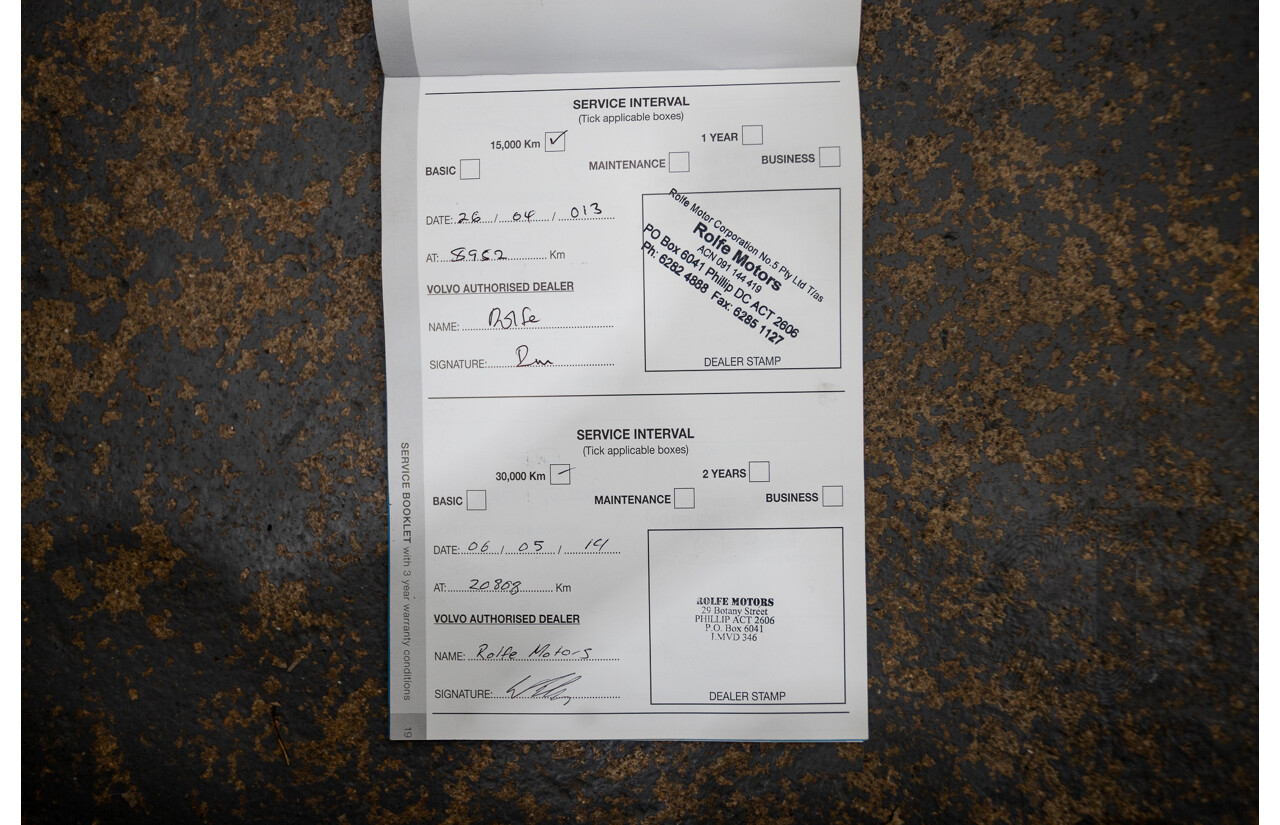 SERVICE INTERVAL
(Tick applicable boxes)
15,000 Km ✓ 1 YEAR
BASIC MAINTENANCE BUSINESS
DATE: 26 / 04 / 013
AT: 8952 Km
VOLVO AUTHORISED DEALER
NAME: Rolfe
SIGNATURE:
Rolfe Motor Corporation No.5 Pty Ltd T/as
Rolfe Motors
ACN 091 144 419
PO Box 6041 Phillip DC ACT 2606
Ph: 6282 4888 Fax: 6285 1127
DEALER STAMP
SERVICE INTERVAL
(Tick applicable boxes)
30,000 Km 2 YEARS
BASIC MAINTENANCE BUSINESS
DATE: 06 / 05 / 14
AT: 20808 Km
VOLVO AUTHORISED DEALER
NAME: Rolfe Motors
SIGNATURE:
ROLFE MOTORS
29 Botany Street
PHILLIP ACT 2606
P.O. Box 6041
LMVD 346
DEALER STAMP
SERVICE BOOKLET with 3 year warranty conditions
19